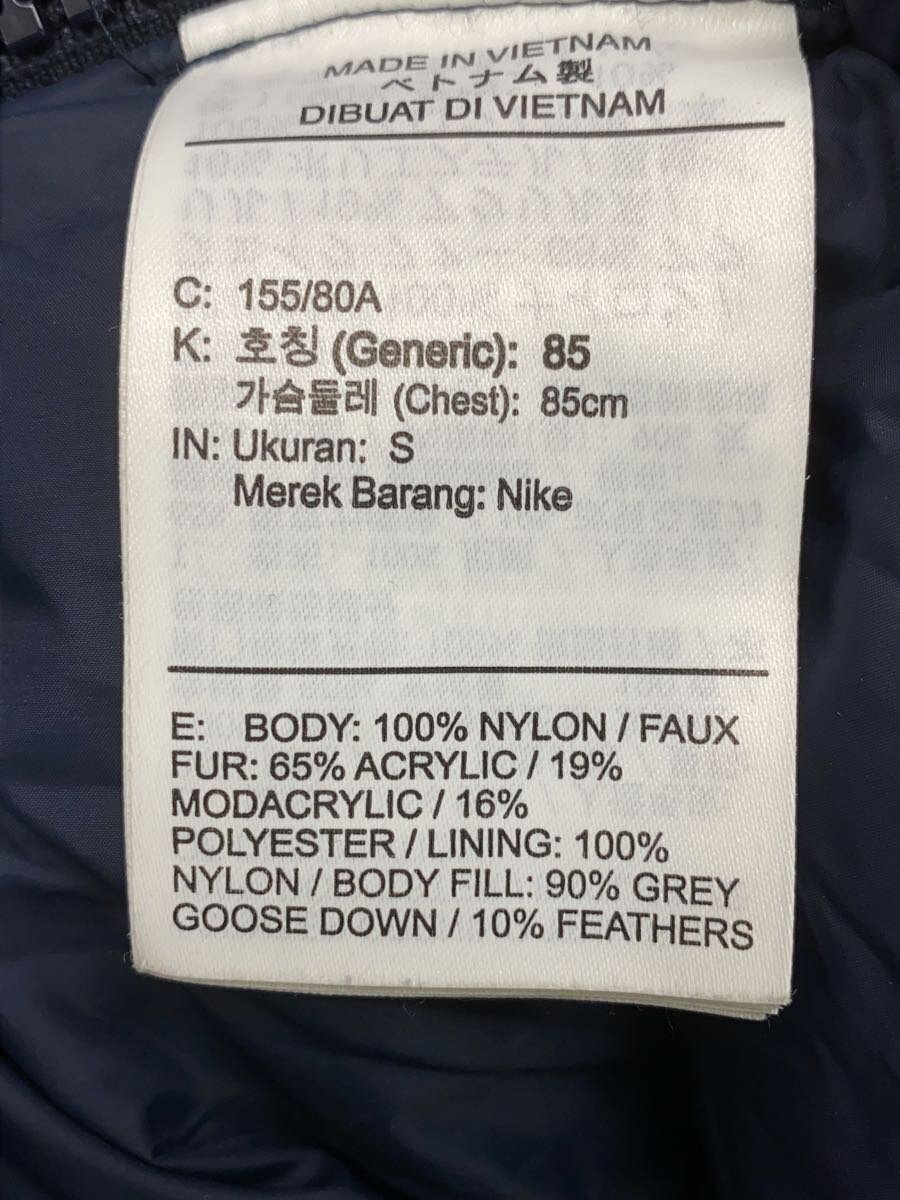 MADE IN VIETNAM
ベトナム製
DIBUAT DI VIETNAM
C: 155/80A
K: 호칭 (Generic): 85
가슴둘레 (Chest): 85cm
IN: Ukuran: S
Merek Barang: Nike
E: BODY: 100% NYLON / FAUX
FUR: 65% ACRYLIC / 19%
MODACRYLIC / 16%
POLYESTER / LINING: 100%
NYLON / BODY FILL: 90% GREY
GOOSE DOWN / 10% FEATHERS